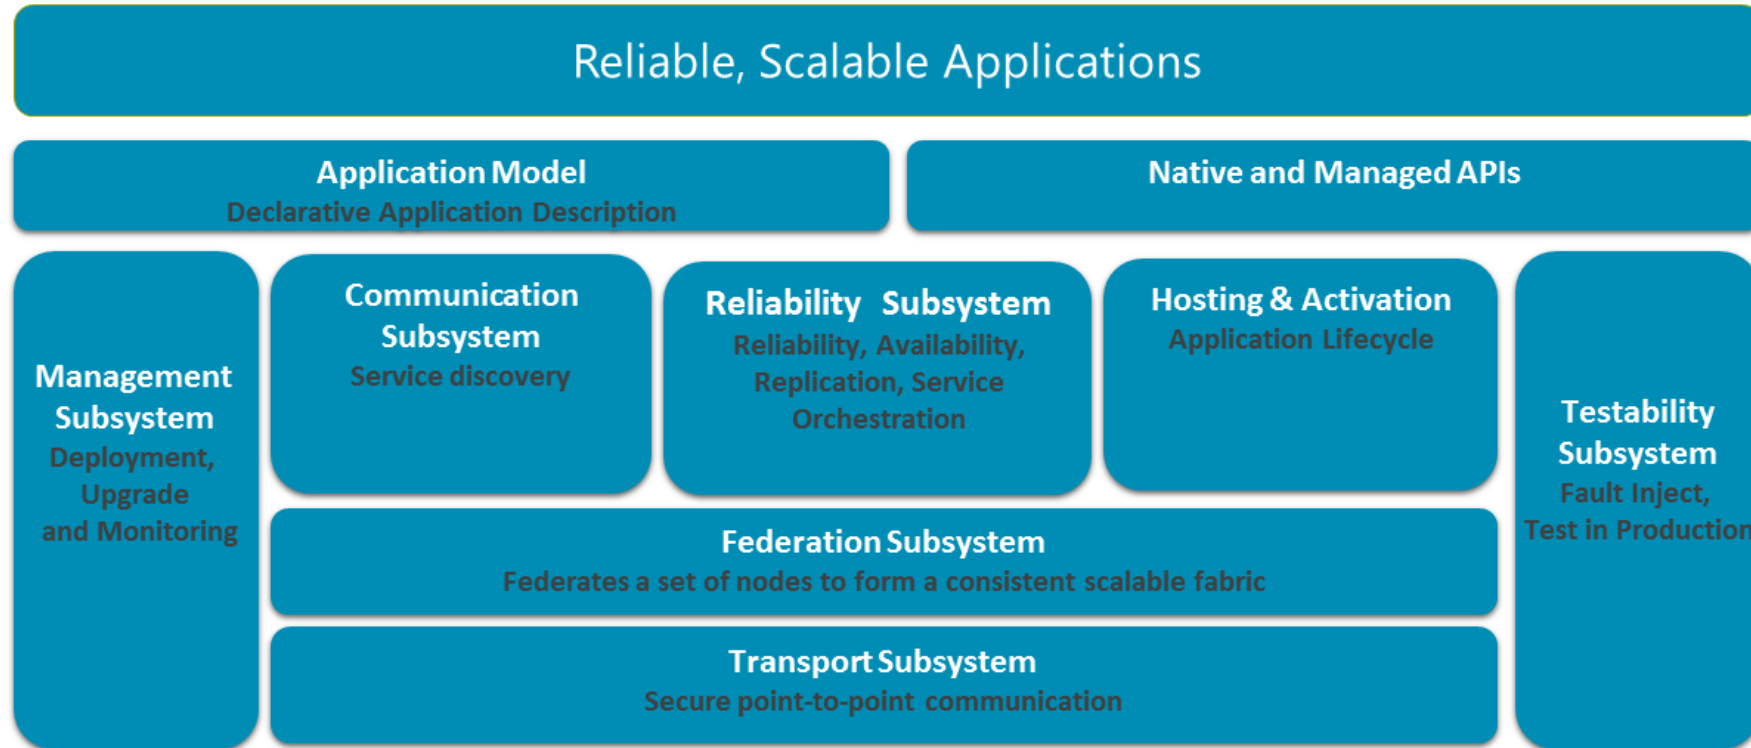 Reliable, Scalable Applications
Application Model
Declarative Application Description
Native and Managed APIs
Management
Subsystem
Deployment,
Upgrade
and Monitoring
Communication
Subsystem
Service discovery
Reliability Subsystem
Reliability, Availability,
Replication, Service
Orchestration
Hosting & Activation
Application Lifecycle
Testability
Subsystem
Fault Inject,
Test in Production
Federation Subsystem
Federates a set of nodes to form a consistent scalable fabric
Transport Subsystem
Secure point-to-point communication